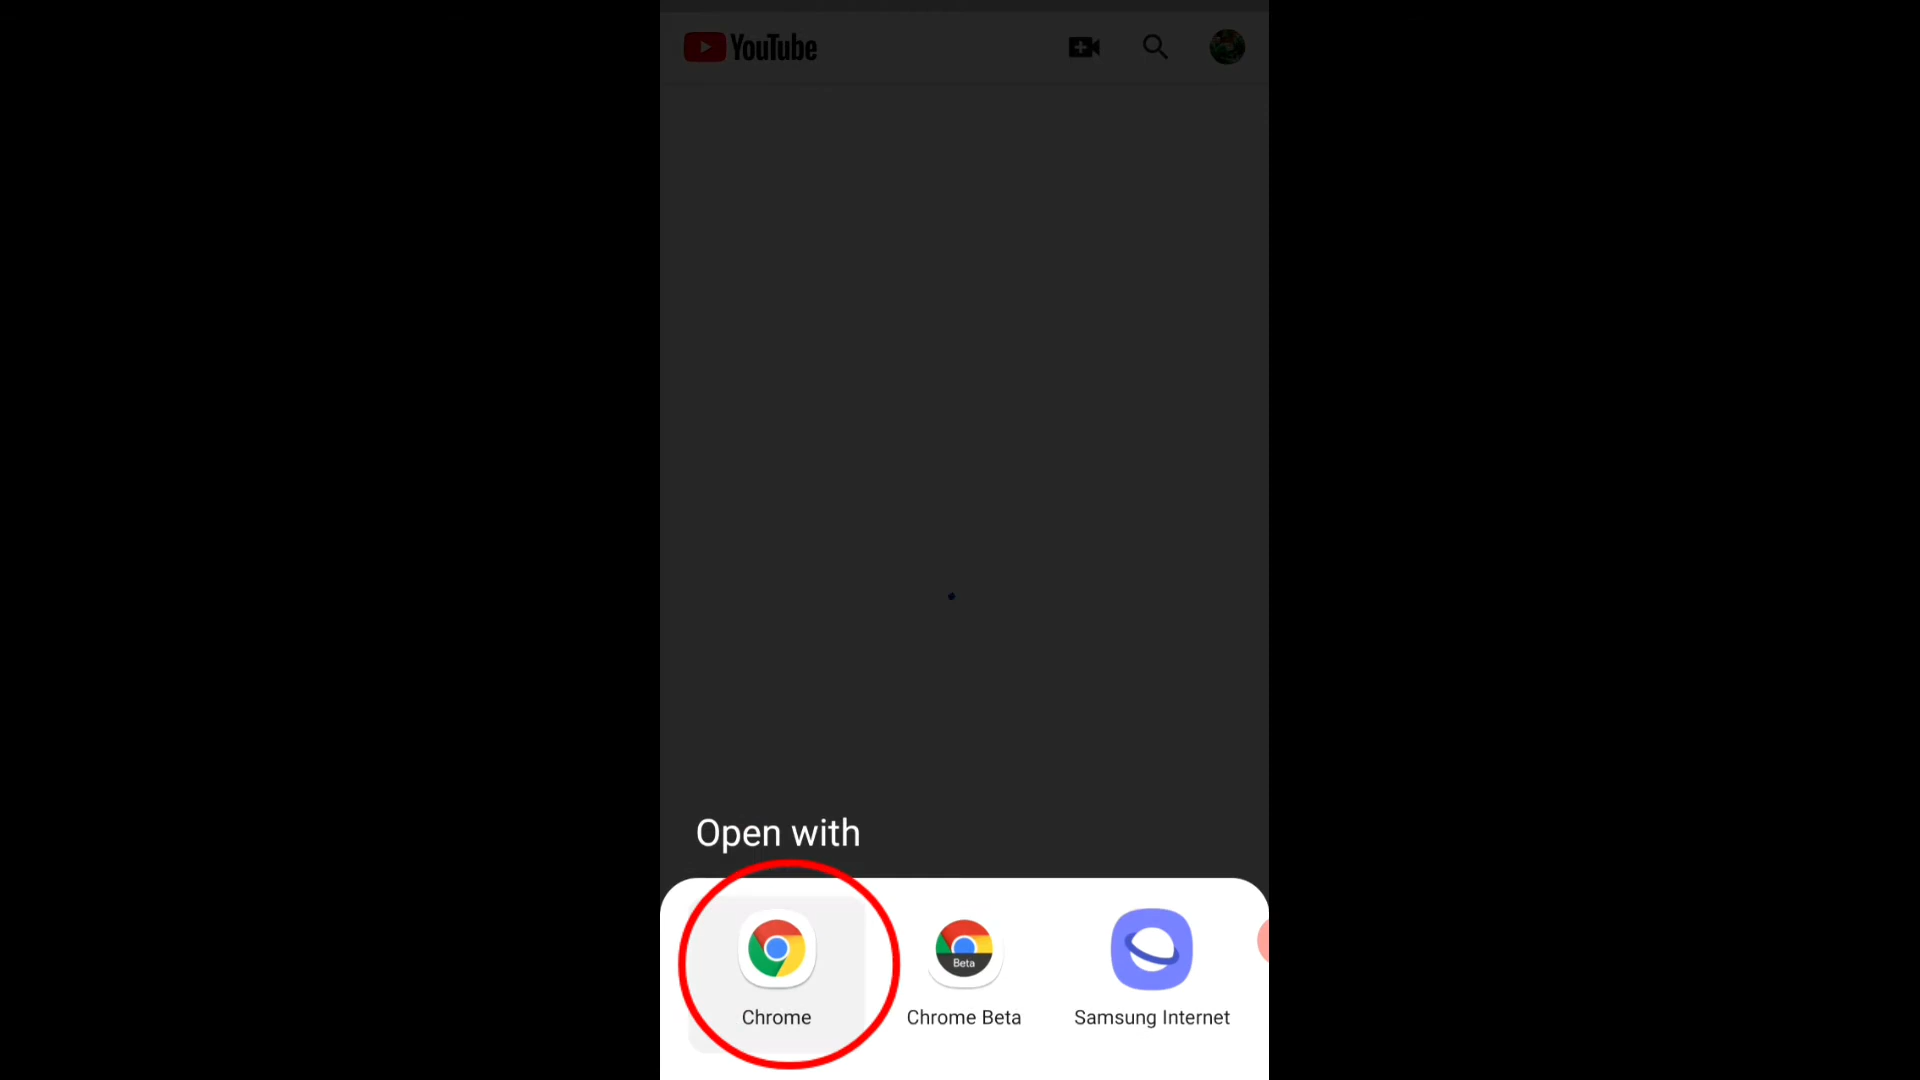 YouTube
Open with
Beta
Chrome
Chrome Beta
Samsung Internet